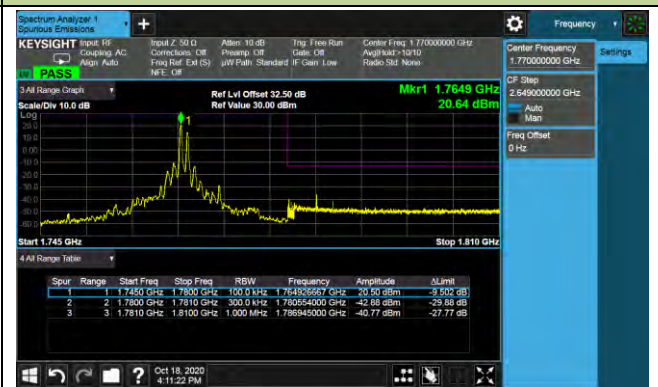 Spectrum Analyzer 1
Spurious Emissions
+
Frequency
KEYSIGHT Input: RF Input Z: 50 Ω Atten: 10 dB Trig: Free Run Center Freq: 1.770000000 GHz
Coupling: AC Corrections: Off Preamp: Off Gate: Off Avg|Hold:>10/10
Align: Auto Freq Ref: Ext (S) µW Path: Standard IF Gain: Low Radio Std: None
NFE: Off
PASS
3 All Range Graph
Scale/Div 10.0 dB
Ref Lvl Offset 32.50 dB
Ref Value 30.00 dBm
Mkr1 1.7649 GHz
20.64 dBm
Log
20.0
10.0
0.00
-10.0
-20.0
-30.0
-40.0
-50.0
-60.0
1
Start 1.745 GHz Stop 1.810 GHz
4 All Range Table
Spur Range Start Freq Stop Freq RBW Frequency Amplitude ΔLimit
1 1 1.7450 GHz 1.7800 GHz 100.0 kHz 1.764926667 GHz 20.50 dBm -9.502 dB
2 2 1.7800 GHz 1.7810 GHz 300.0 kHz 1.780554000 GHz -42.88 dBm -29.88 dB
3 3 1.7810 GHz 1.8100 GHz 1.000 MHz 1.786945000 GHz -40.77 dBm -27.77 dB
Center Frequency
1.770000000 GHz
Settings
CF Step
2.649000000 GHz
Auto
Man
Freq Offset
0 Hz
? Oct 18, 2020
4:11:22 PM